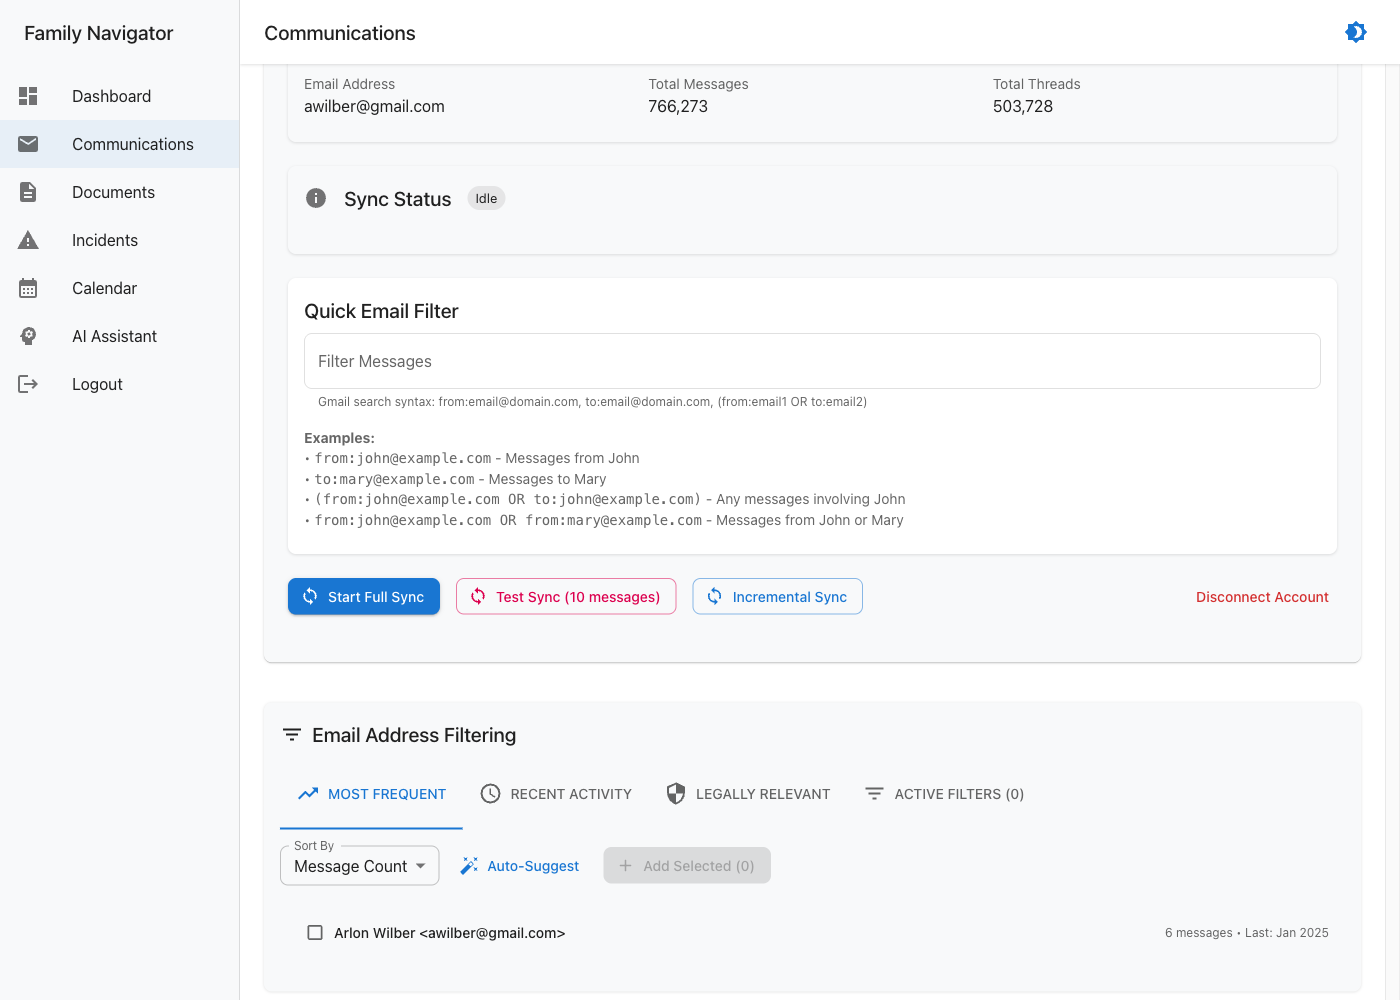 Family Navigator
Dashboard
Communications
Documents
Incidents
Calendar
AI Assistant
Logout
Communications
Email Address
awilber@gmail.com
Total Messages
766,273
Total Threads
503,728
Sync Status
Idle
Quick Email Filter
Filter Messages
Gmail search syntax: from:email@domain.com, to:email@domain.com, (from:email1 OR to:email2)
Examples:
• from:john@example.com - Messages from John
• to:mary@example.com - Messages to Mary
• (from:john@example.com OR to:john@example.com) - Any messages involving John
• from:john@example.com OR from:mary@example.com - Messages from John or Mary
Start Full Sync
Test Sync (10 messages)
Incremental Sync
Disconnect Account
Email Address Filtering
MOST FREQUENT
RECENT ACTIVITY
LEGALLY RELEVANT
ACTIVE FILTERS (0)
Sort By
Message Count
Auto-Suggest
Add Selected (0)
Arlon Wilber <awilber@gmail.com>
6 messages • Last: Jan 2025